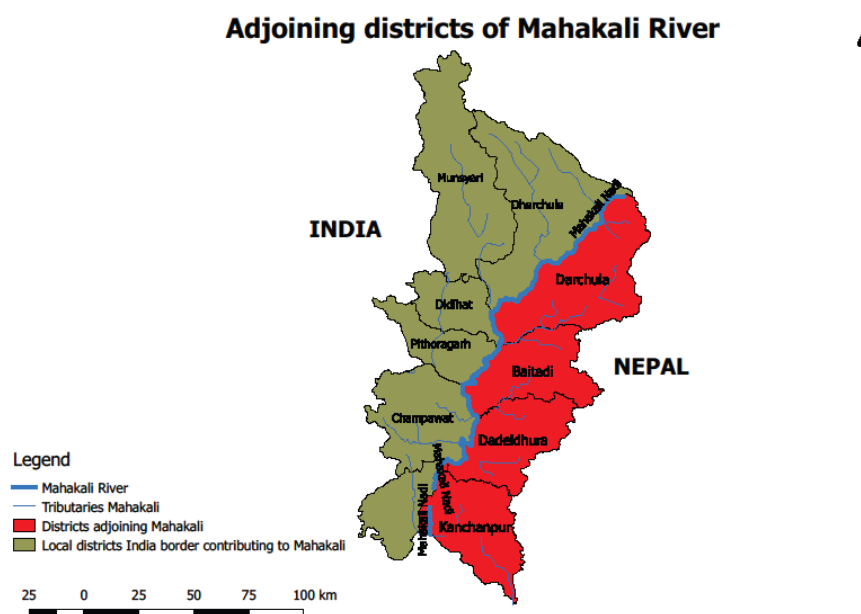 Adjoining districts of Mahakali River
Munsyari
Dharchula
Mahakali Nadi
INDIA
Darchula
Didihat
Pithoragarh
Baitadi
NEPAL
Champawat
Dadeldhura
Mahakali Nadi
Mahakali Nadi
Kanchanpur
Legend
Mahakali River
Tributaries Mahakali
Districts adjoining Mahakali
Local districts India border contributing to Mahakali
25 0 25 50 75 100 km